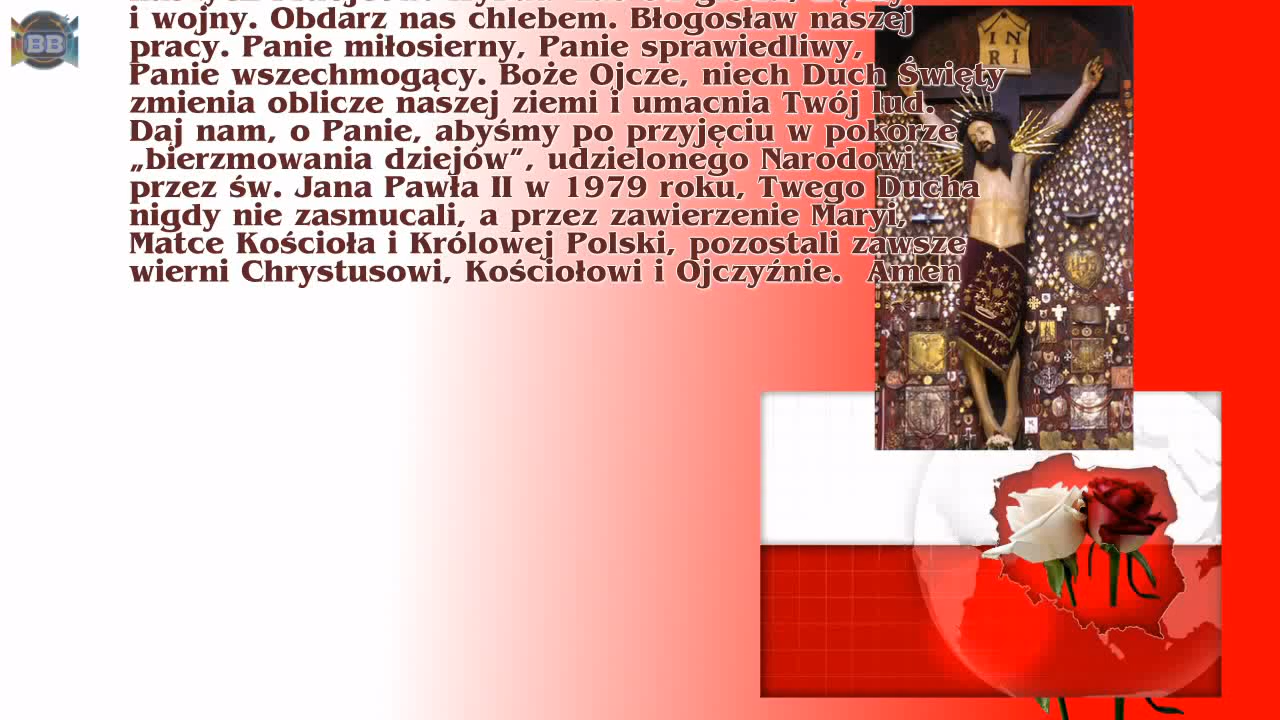 i wojny. Obdarz nas chlebem. Błogosław naszej
pracy. Panie miłosierny, Panie sprawiedliwy,
Panie wszechmogący. Boże Ojcze, niech Duch Święty
zmienia oblicze naszej ziemi i umacnia Twój lud.
Daj nam, o Panie, abyśmy po przyjęciu w pokorze
„bierzmowania dziejów”, udzielonego Narodowi
przez św. Jana Pawła II w 1979 roku, Twego Ducha
nigdy nie zasmucali, a przez zawierzenie Maryi,
Matce Kościoła i Królowej Polski, pozostali zawsze
wierni Chrystusowi, Kościołowi i Ojczyźnie. Amen
BB
IN
RI